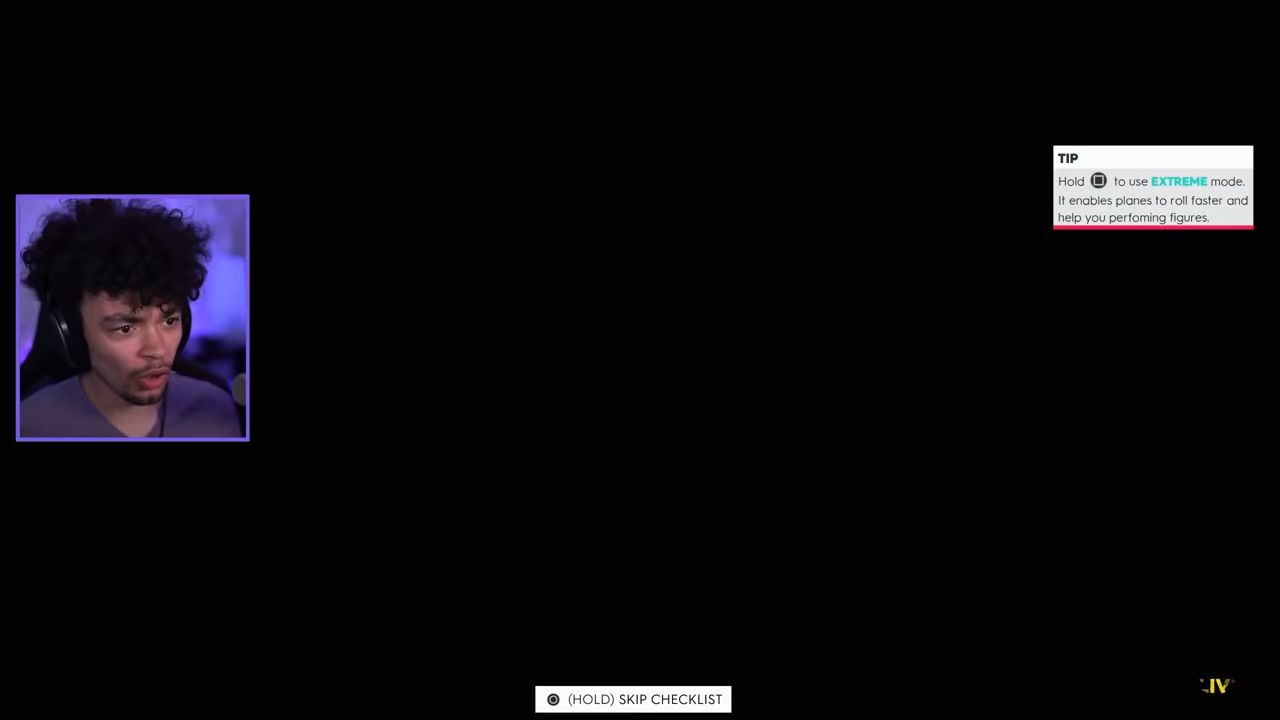 TIP
Hold to use EXTREME mode.
It enables planes to roll faster and
help you perfoming figures.
(HOLD) SKIP CHECKLIST